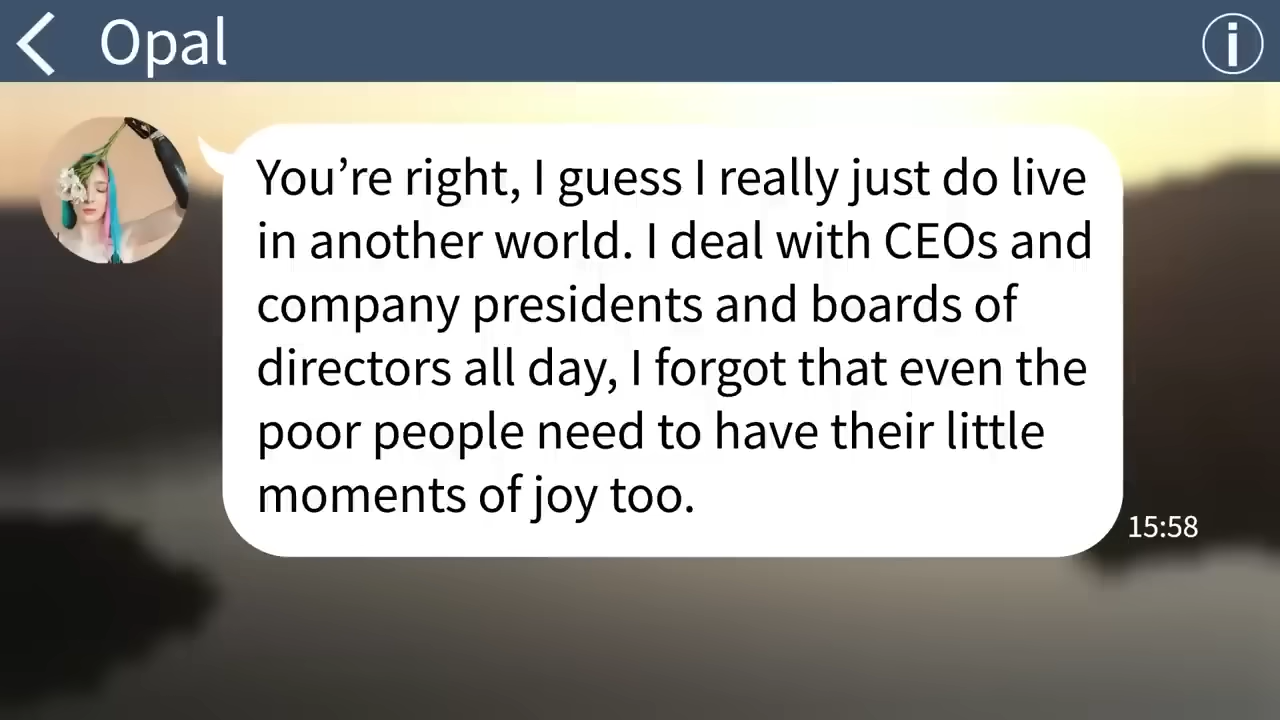 Opal
You’re right, I guess I really just do live
in another world. I deal with CEOs and
company presidents and boards of
directors all day, I forgot that even the
poor people need to have their little
moments of joy too.
15:58